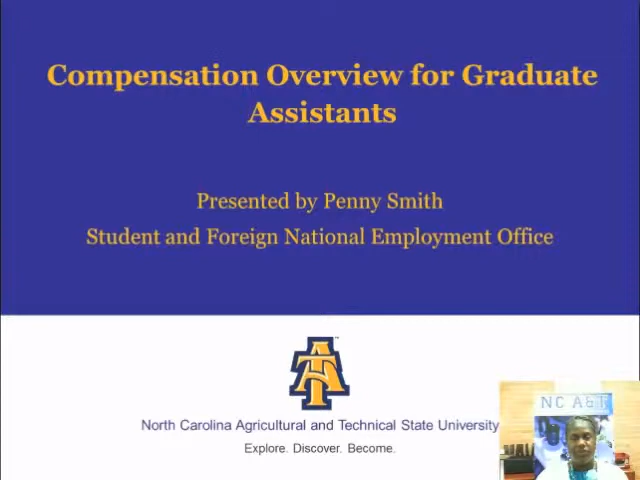 Compensation Overview for Graduate
Assistants
Presented by Penny Smith
Student and Foreign National Employment Office
AT
North Carolina Agricultural and Technical State University
Explore. Discover. Become.
NC A&T